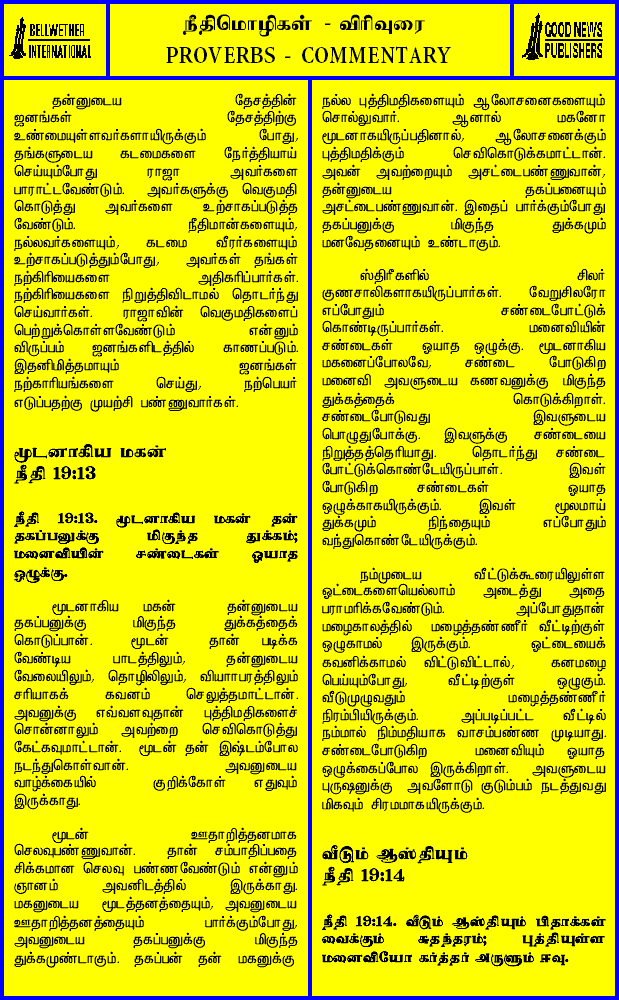 BELLWETHER
INTERNATIONAL
நீதிமொழிகள் - விரிவுரை
PROVERBS - COMMENTARY
GOOD NEWS
PUBLISHERS
தன்னுடைய தேசத்தின்
ஜனங்கள் தேசத்திற்கு
உண்மையுள்ளவர்களாயிருக்கும் போது,
தங்களுடைய கடமைகளை நேர்த்தியாய்
செய்யும்போது ராஜா அவர்களை
பாராட்டவேண்டும். அவர்களுக்கு வெகுமதி
கொடுத்து அவர்களை உற்சாகப்படுத்த
வேண்டும். நீதிமான்களையும்,
நல்லவர்களையும், கடமை வீரர்களையும்
உற்சாகப்படுத்தும்போது, அவர்கள் தங்கள்
நற்கிரியைகளை அதிகரிப்பார்கள்.
நற்கிரியைகளை நிறுத்திவிடாமல் தொடர்ந்து
செய்வார்கள். ராஜாவின் வெகுமதிகளைப்
பெற்றுக்கொள்ளவேண்டும் என்னும்
விருப்பம் ஜனங்களிடத்தில் காணப்படும்.
இதனிமித்தமாயும் ஜனங்கள்
நற்காரியங்களை செய்து, நற்பெயர்
எடுப்பதற்கு முயற்சி பண்ணுவார்கள்.
மூடனாகிய மகன்
நீதி 19:13
நீதி 19:13. மூடனாகிய மகன் தன்
தகப்பனுக்கு மிகுந்த துக்கம்;
மனைவியின் சண்டைகள் ஓயாத
ஒழுக்கு.
மூடனாகிய மகன் தன்னுடைய
தகப்பனுக்கு மிகுந்த துக்கத்தைக்
கொடுப்பான். மூடன் தான் படிக்க
வேண்டிய பாடத்திலும், தன்னுடைய
வேலையிலும், தொழிலிலும், வியாபாரத்திலும்
சரியாகக் கவனம் செலுத்தமாட்டான்.
அவனுக்கு எவ்வளவுதான் புத்திமதிகளைச்
சொன்னாலும் அவற்றை செவிகொடுத்து
கேட்கவுமாட்டான். மூடன் தன் இஷ்டம்போல
நடந்துகொள்வான். அவனுடைய
வாழ்க்கையில் குறிக்கோள் எதுவும்
இருக்காது.
மூடன் ஊதாறித்தனமாக
செலவுபண்ணுவான். தான் சம்பாதிப்பதை
சிக்கமான செலவு பண்ணவேண்டும் என்னும்
ஞானம் அவனிடத்தில் இருக்காது.
மகனுடைய மூடத்தனத்தையும், அவனுடைய
ஊதாறித்தனத்தையும் பார்க்கும்போது,
அவனுடைய தகப்பனுக்கு மிகுந்த
துக்கமுண்டாகும். தகப்பன் தன் மகனுக்கு
நல்ல புத்திமதிகளையும் ஆலோசனைகளையும்
சொல்லுவார். ஆனால் மகனோ
மூடனாகயிருப்பதினால், ஆலோசனைக்கும்
புத்திமதிக்கும் செவிகொடுக்கமாட்டான்.
அவன் அவற்றையும் அசட்டைபண்ணுவான்,
தன்னுடைய தகப்பனையும்
அசட்டைபண்ணுவான். இதைப் பார்க்கும்போது
தகப்பனுக்கு மிகுந்த துக்கமும்
மனவேதனையும் உண்டாகும்.
ஸ்திரீகளில் சிலர்
குணசாலிகளாகயிருப்பார்கள். வேறுசிலரோ
எப்போதும் சண்டைபோட்டுக்
கொண்டிருப்பார்கள். மனைவியின்
சண்டைகள் ஓயாத ஒழுக்கு. மூடனாகிய
மகனைப்போலவே, சண்டை போடுகிற
மனைவி அவளுடைய கணவனுக்கு மிகுந்த
துக்கத்தைக் கொடுக்கிறாள்.
சண்டைபோடுவது இவளுடைய
பொழுதுபோக்கு. இவளுக்கு சண்டையை
நிறுத்தத்தெரியாது. தொடர்ந்து சண்டை
போட்டுக்கொண்டேயிருப்பாள். இவள்
போடுகிற சண்டைகள் ஓயாத
ஒழுக்காகயிருக்கும். இவள் மூலமாய்
துக்கமும் நிந்தையும் எப்போதும்
வந்துகொண்டேயிருக்கும்.
நம்முடைய வீட்டுக்கூரையிலுள்ள
ஓட்டைகளையெல்லாம் அடைத்து அதை
பராமரிக்கவேண்டும். அப்போதுதான்
மழைகாலத்தில் மழைத்தண்ணீர் வீட்டிற்குள்
ஒழுகாமல் இருக்கும். ஓட்டையைக்
கவனிக்காமல் விட்டுவிட்டால், கனமழை
பெய்யும்போது, வீட்டிற்குள் ஒழுகும்.
வீடுமுழுவதும் மழைத்தண்ணீர்
நிரம்பியிருக்கும். அப்படிப்பட்ட வீட்டில்
நம்மால் நிம்மதியாக வாசம்பண்ண முடியாது.
சண்டைபோடுகிற மனைவியும் ஓயாத
ஒழுக்கைப்போல இருக்கிறாள். அவளுடைய
புருஷனுக்கு அவளோடு குடும்பம் நடத்துவது
மிகவும் சிரமமாகயிருக்கும்.
வீடும் ஆஸ்தியும்
நீதி 19:14
நீதி 19:14. வீடும் ஆஸ்தியும் பிதாக்கள்
வைக்கும் சுதந்தரம்; புத்தியுள்ள
மனைவியோ கர்த்தர் அருளும் ஈவு.